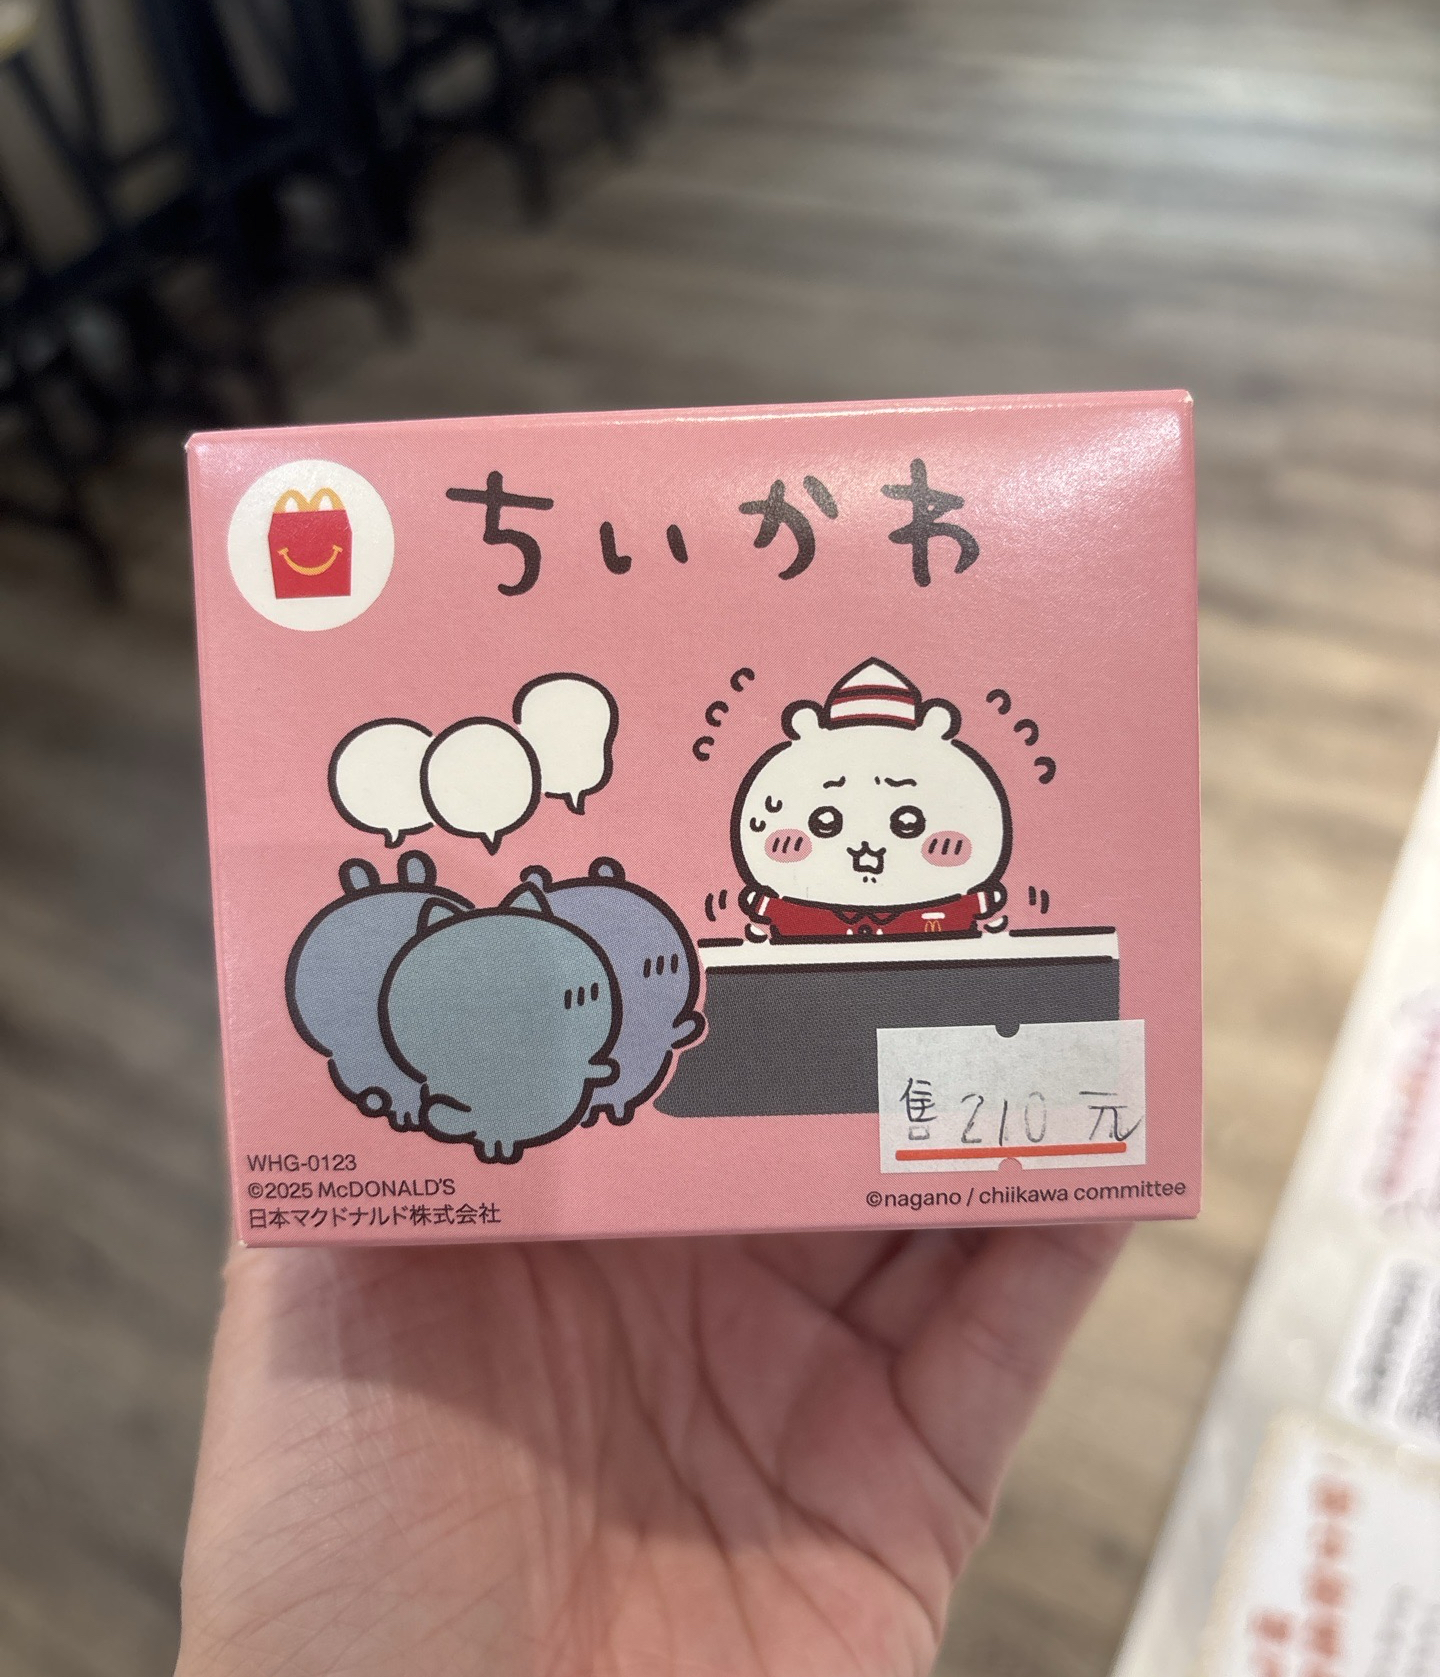 ちいかわ
售 210 元
WHG-0123
©2025 McDONALD'S
日本マクドナルド株式会社
©nagano / chiikawa committee